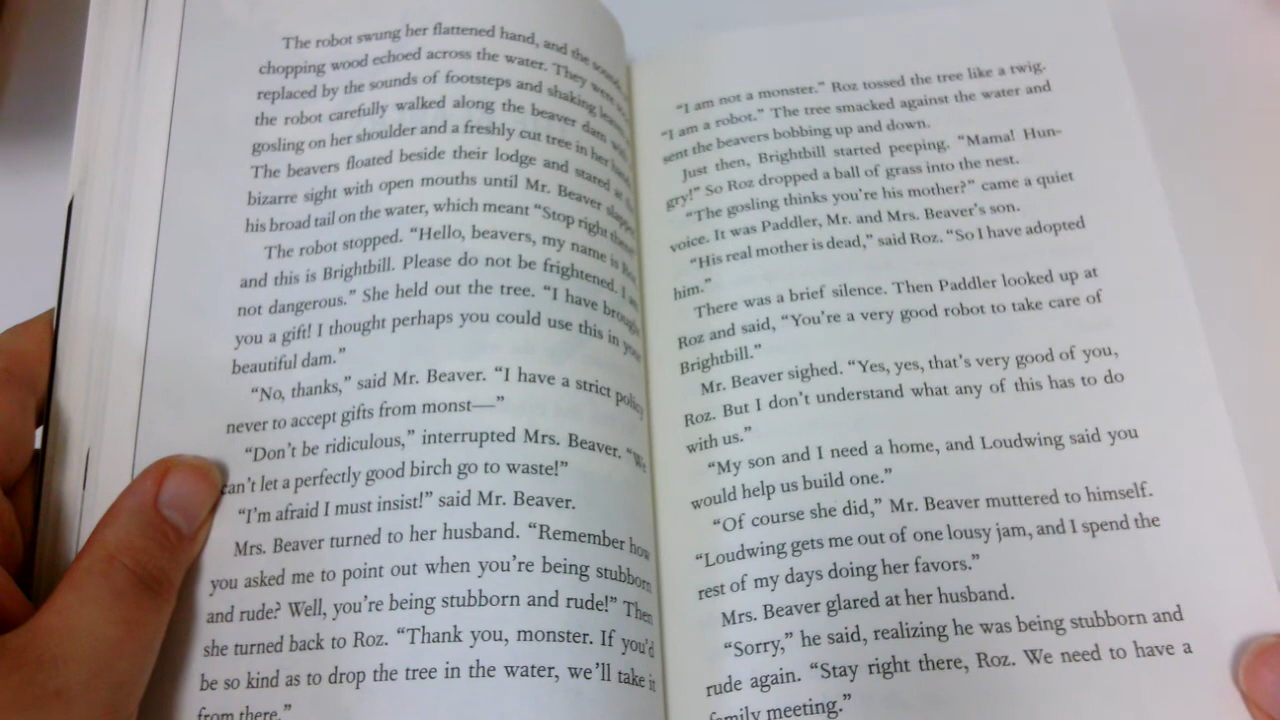 The robot swung her flattened hand, and the sound
chopping wood echoed across the water. They were
replaced by the sounds of footsteps and shaking
the robot carefully walked along the beaver dam with
gosling on her shoulder and a freshly cut tree in her
The beavers floated beside their lodge and stared at
bizarre sight with open mouths until Mr. Beaver slapped
his broad tail on the water, which meant “Stop right
The robot stopped. “Hello, beavers, my name is Roz
and this is Brightbill. Please do not be frightened. I am
not dangerous.” She held out the tree. “I have brought
you a gift! I thought perhaps you could use this in your
beautiful dam.”
“No, thanks,” said Mr. Beaver. “I have a strict policy
never to accept gifts from monst—”
“Don’t be ridiculous,” interrupted Mrs. Beaver. “We
can’t let a perfectly good birch go to waste!”
“I’m afraid I must insist!” said Mr. Beaver.
Mrs. Beaver turned to her husband. “Remember how
you asked me to point out when you’re being stubborn
and rude? Well, you’re being stubborn and rude!” Then
she turned back to Roz. “Thank you, monster. If you’d
be so kind as to drop the tree in the water, we’ll take it
from there.”
“I am not a monster.” Roz tossed the tree like a twig.
“I am a robot.” The tree smacked against the water and
sent the beavers bobbing up and down.
Just then, Brightbill started peeping. “Mama! Hun-
gry!” So Roz dropped a ball of grass into the nest.
“The gosling thinks you’re his mother?” came a quiet
voice. It was Paddler, Mr. and Mrs. Beaver’s son.
“His real mother is dead,” said Roz. “So I have adopted
him.”
There was a brief silence. Then Paddler looked up at
Roz and said, “You’re a very good robot to take care of
Brightbill.”
Mr. Beaver sighed. “Yes, yes, that’s very good of you,
Roz. But I don’t understand what any of this has to do
with us.”
“My son and I need a home, and Loudwing said you
would help us build one.”
“Of course she did,” Mr. Beaver muttered to himself.
“Loudwing gets me out of one lousy jam, and I spend the
rest of my days doing her favors.”
Mrs. Beaver glared at her husband.
“Sorry,” he said, realizing he was being stubborn and
rude again. “Stay right there, Roz. We need to have a
family meeting.”